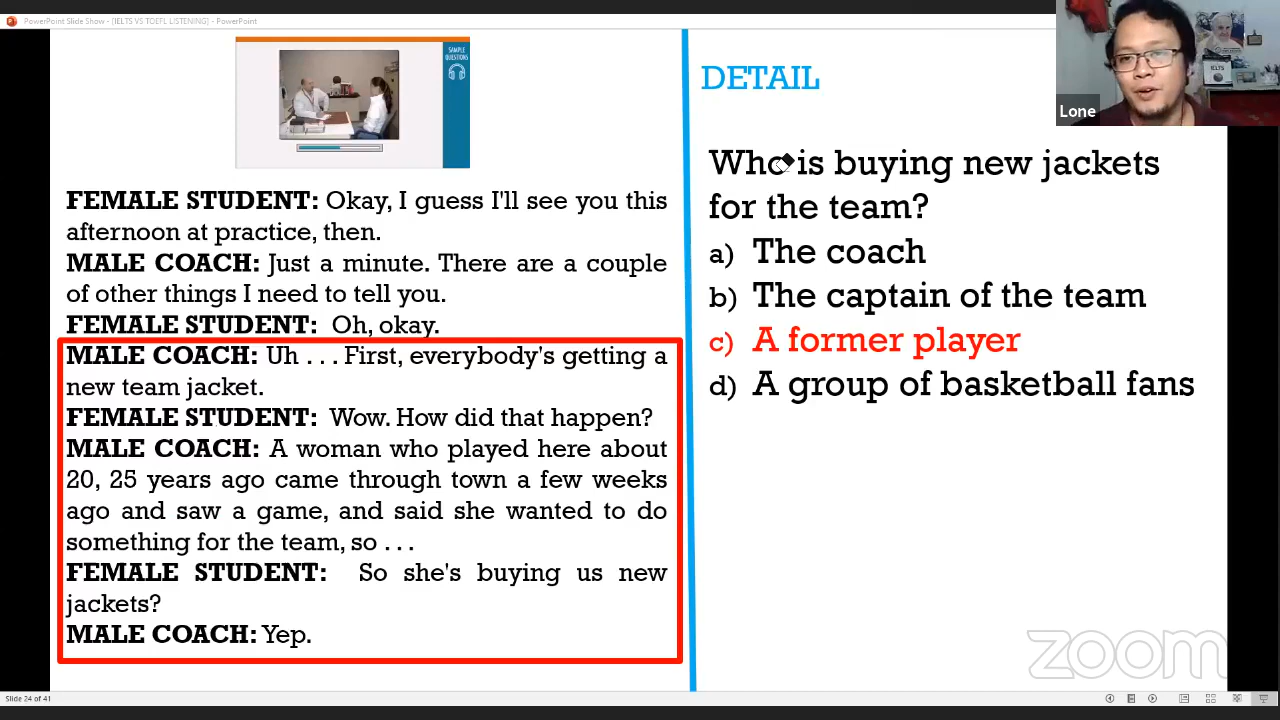 PowerPoint Slide Show - [IELTS VS TOEFL LISTENING] - PowerPoint
SAMPLE
QUESTIONS
FEMALE STUDENT: Okay, I guess I'll see you this
afternoon at practice, then.
MALE COACH: Just a minute. There are a couple
of other things I need to tell you.
FEMALE STUDENT: Oh, okay.
MALE COACH: Uh . . . First, everybody's getting a
new team jacket.
FEMALE STUDENT: Wow. How did that happen?
MALE COACH: A woman who played here about
20, 25 years ago came through town a few weeks
ago and saw a game, and said she wanted to do
something for the team, so . . .
FEMALE STUDENT: So she's buying us new
jackets?
MALE COACH: Yep.
DETAIL
Who is buying new jackets
for the team?
a) The coach
b) The captain of the team
c) A former player
d) A group of basketball fans
IELTS
Lone
zoom
Slide 24 of 41